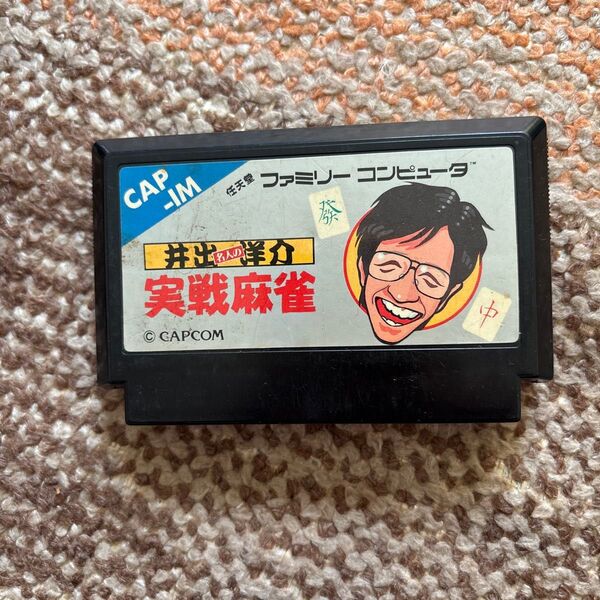 CAP
-IM
任天堂 ファミリー コンピュータ™
發
井出名人の洋介
実戦麻雀
中
© CAPCOM